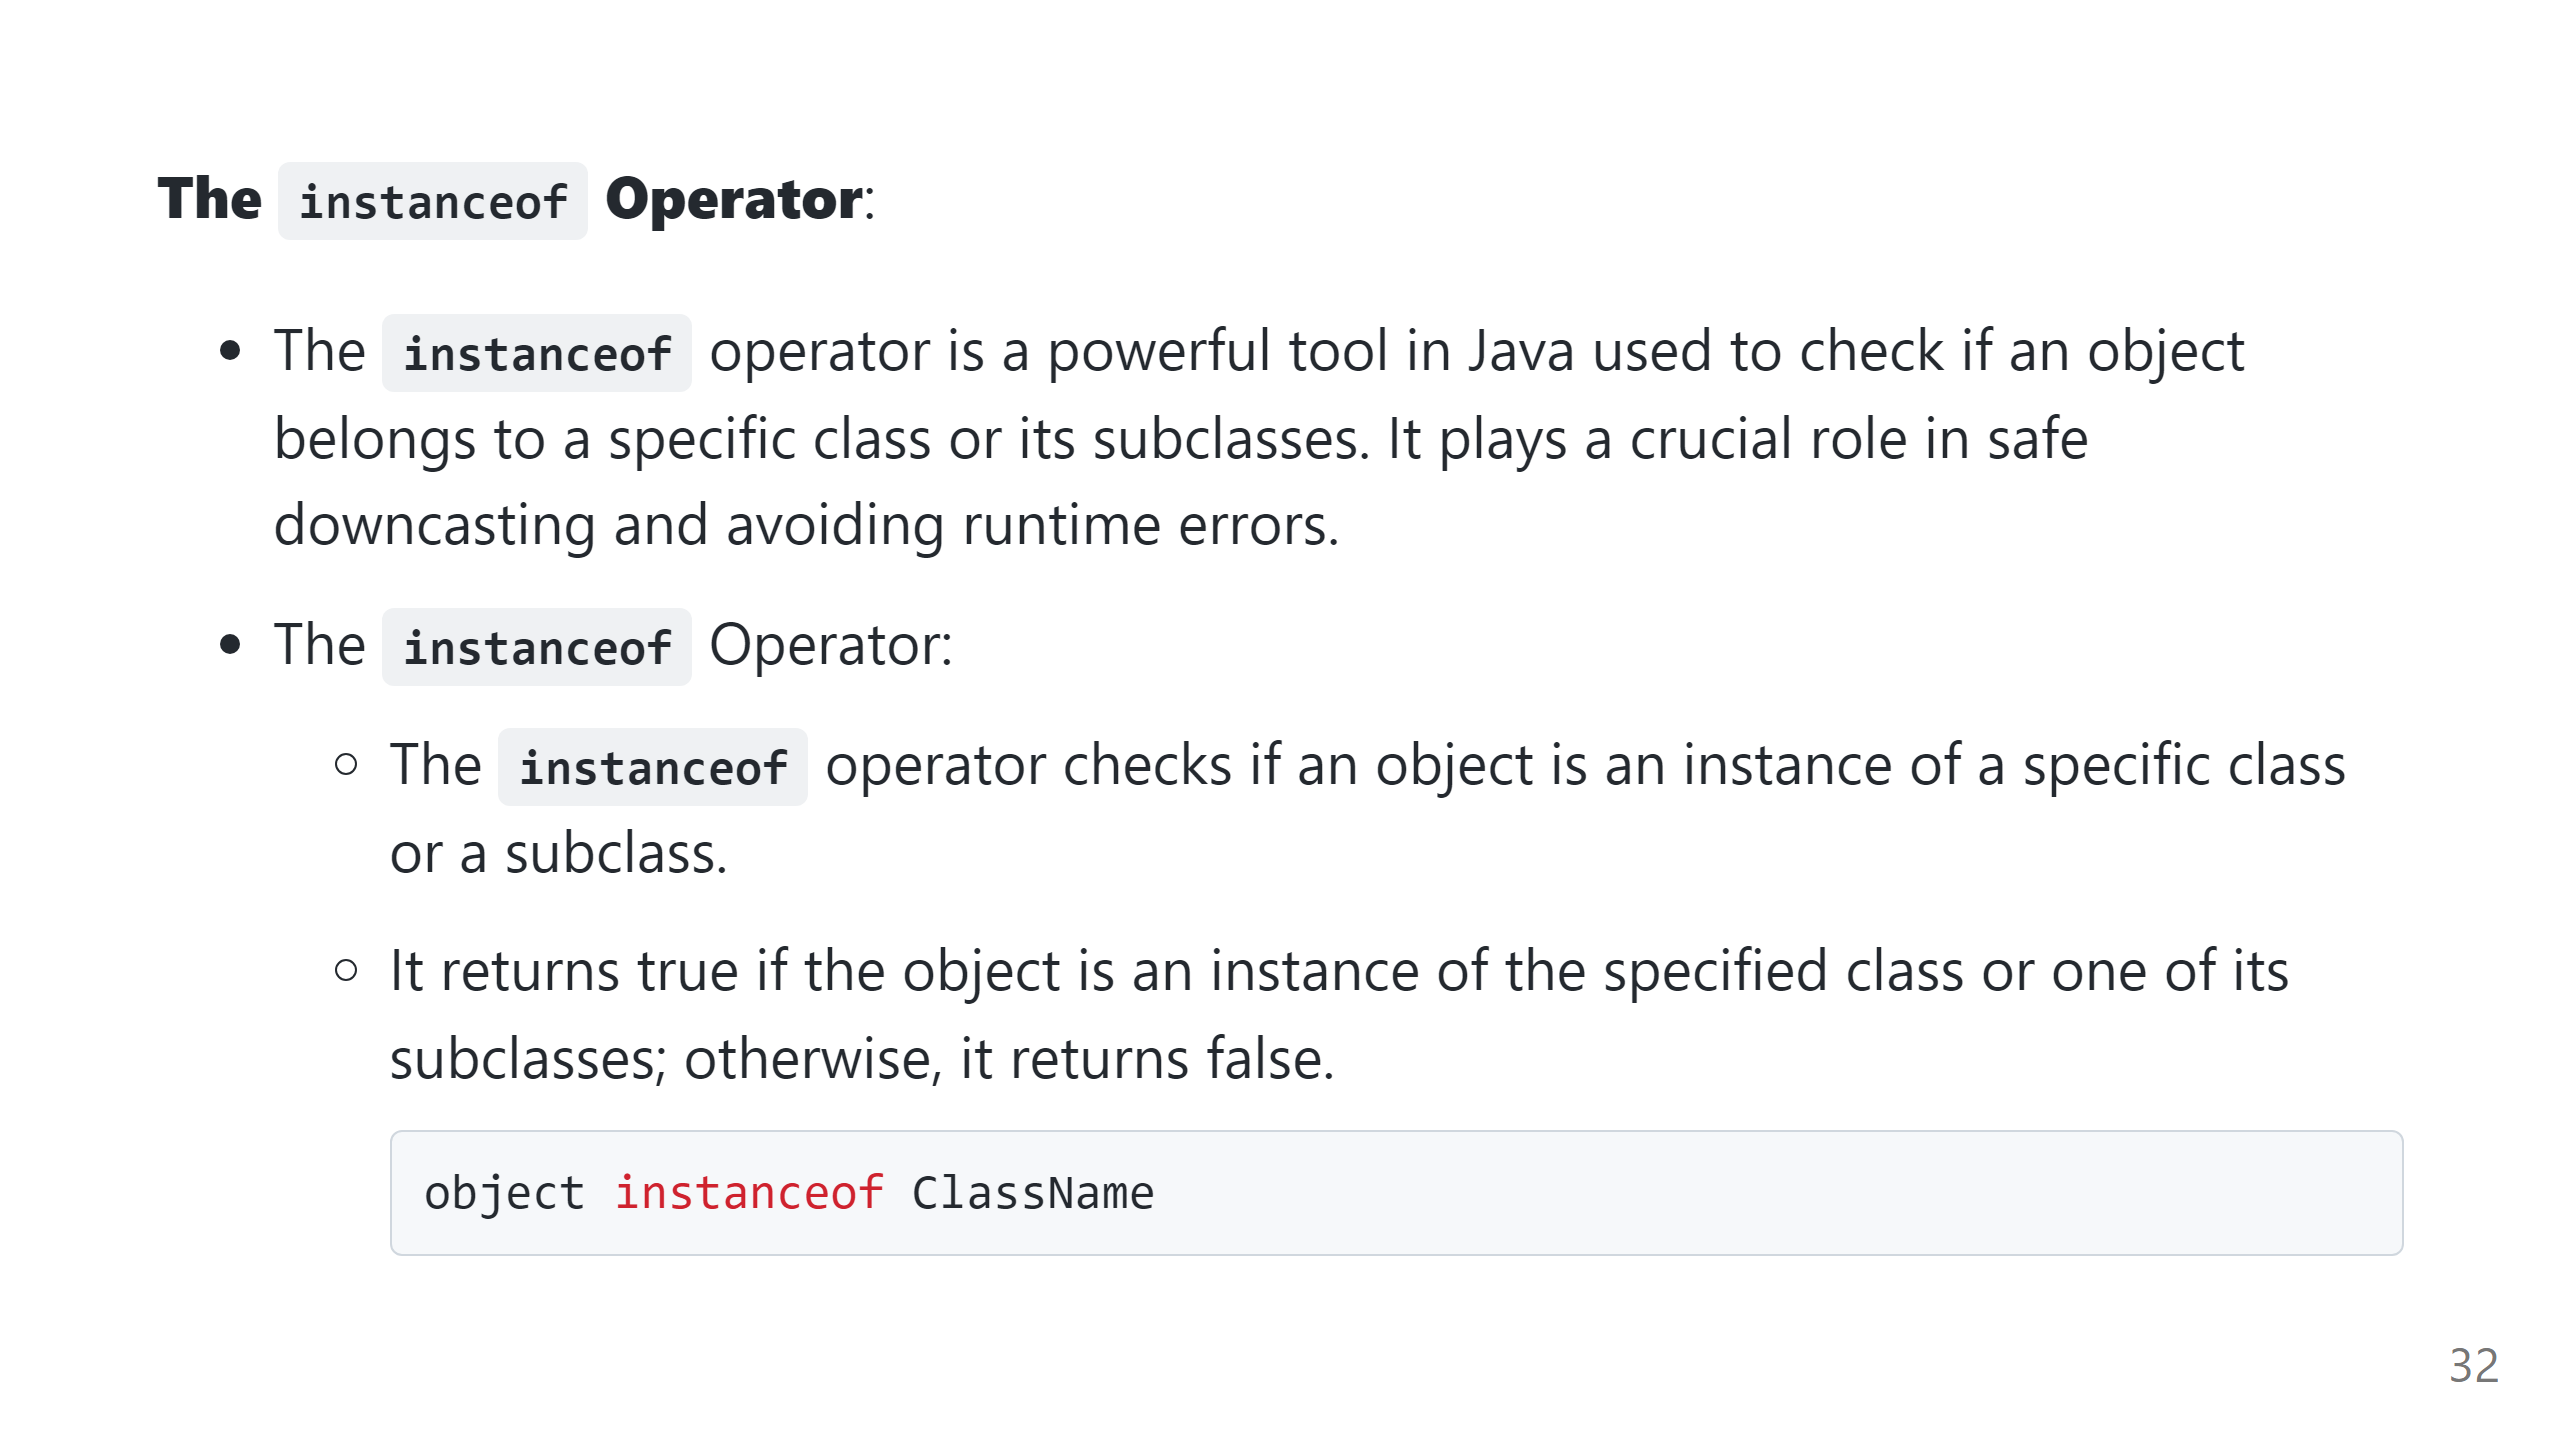 The instanceof Operator:
The instanceof operator is a powerful tool in Java used to check if an object
belongs to a specific class or its subclasses. It plays a crucial role in safe
downcasting and avoiding runtime errors.
The instanceof Operator:
The instanceof operator checks if an object is an instance of a specific class
or a subclass.
It returns true if the object is an instance of the specified class or one of its
subclasses; otherwise, it returns false.
object instanceof ClassName
32